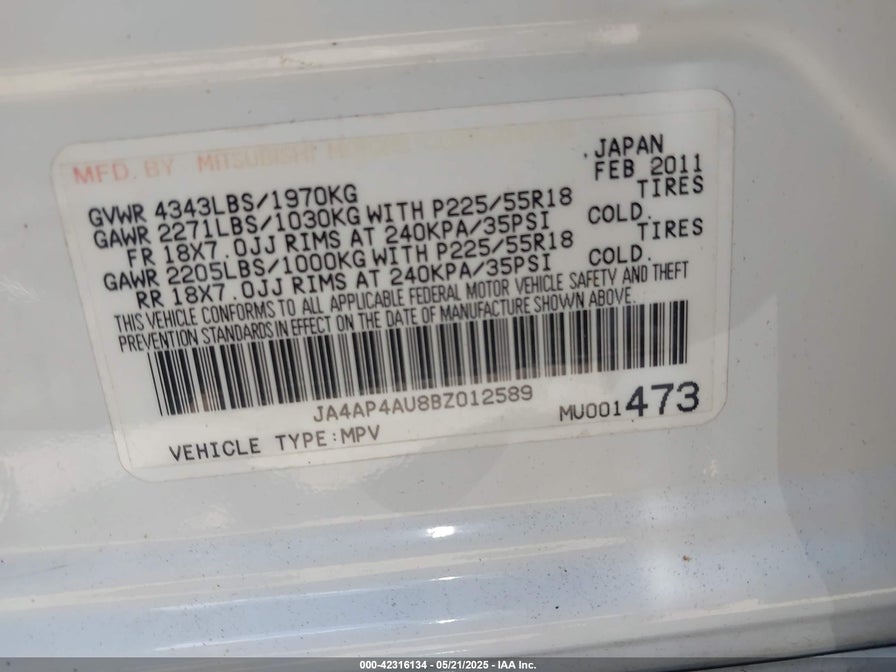 MFD. BY MITSUBISHI MOTORS CORPORATION
.JAPAN
FEB 2011
GVWR 4343LBS/1970KG
GAWR 2271LBS/1030KG WITH P225/55R18 TIRES
FR 18X7.0JJ RIMS AT 240KPA/35PSI COLD.
GAWR 2205LBS/1000KG WITH P225/55R18 TIRES
RR 18X7.0JJ RIMS AT 240KPA/35PSI COLD.
THIS VEHICLE CONFORMS TO ALL APPLICABLE FEDERAL MOTOR VEHICLE SAFETY AND THEFT
PREVENTION STANDARDS IN EFFECT ON THE DATE OF MANUFACTURE SHOWN ABOVE.
JA4AP4AU8BZ012589
MU001473
VEHICLE TYPE:MPV
000-42316134 - 05/21/2025 - IAA Inc.